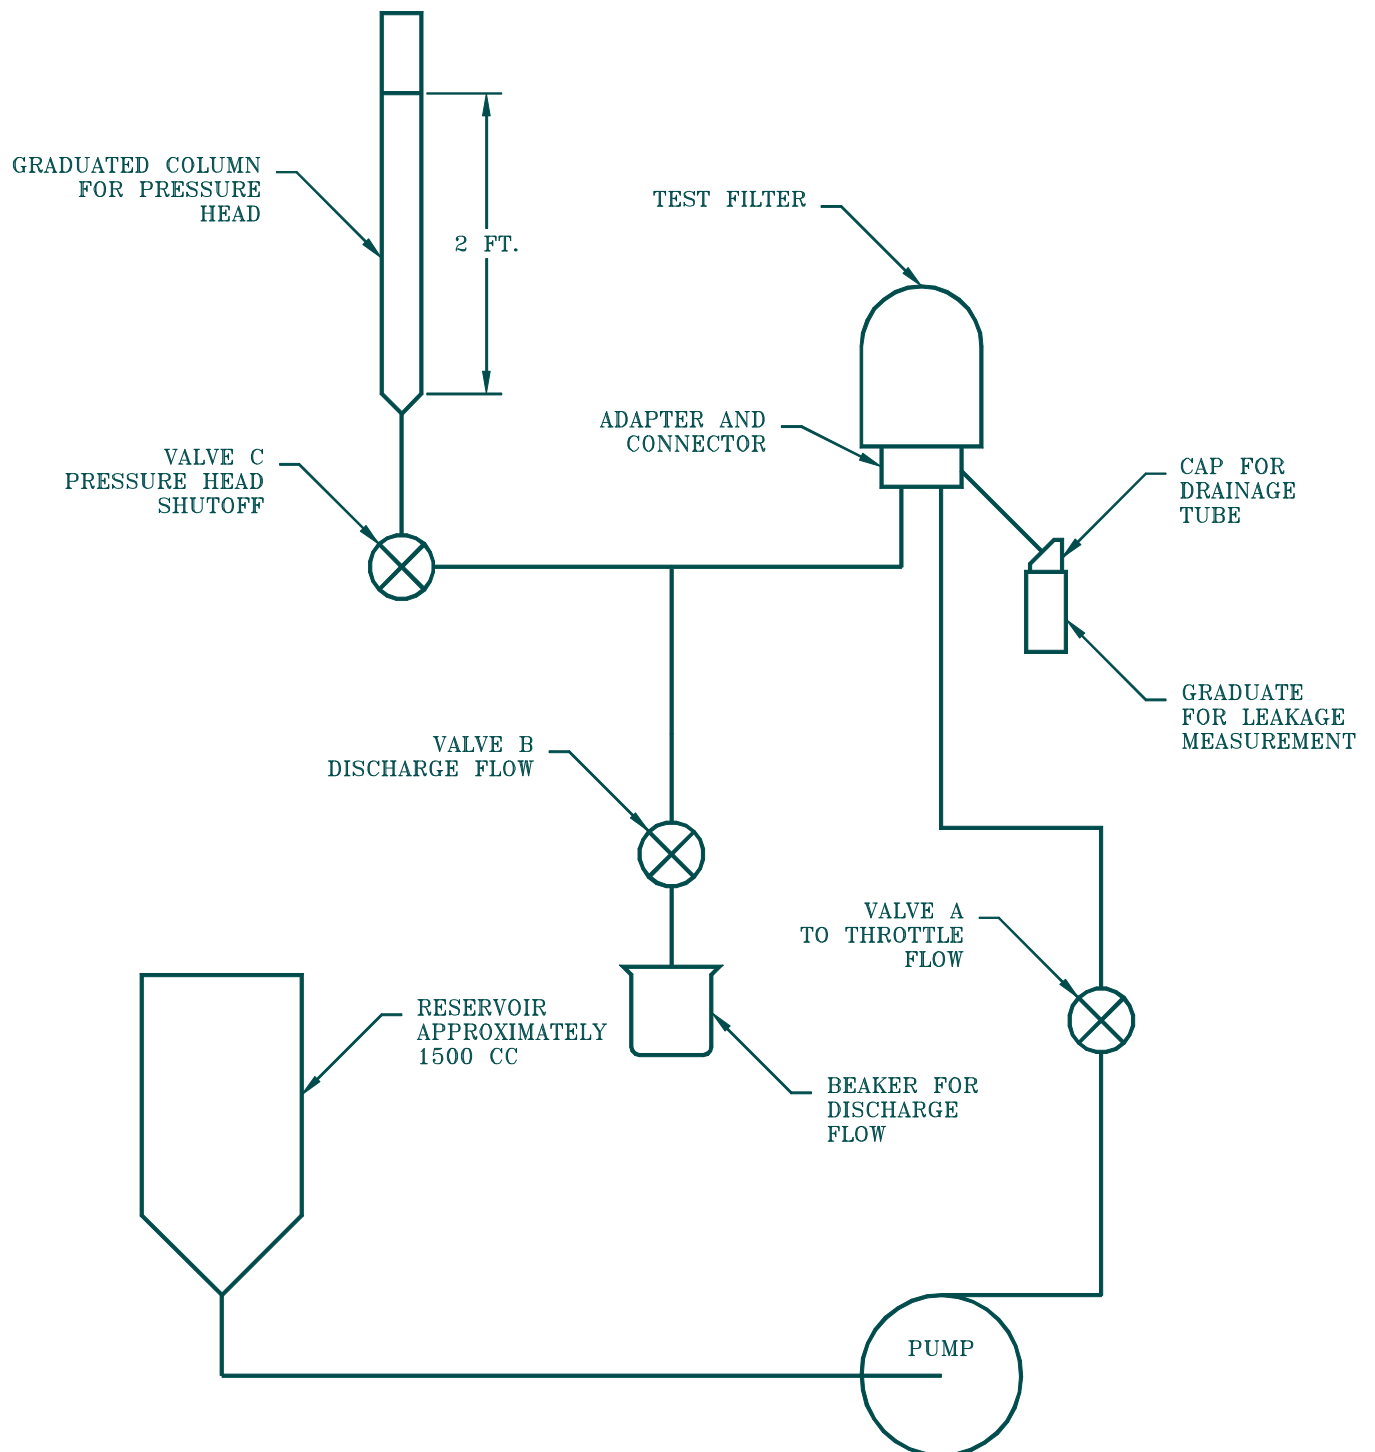 GRADUATED COLUMN
FOR PRESSURE
HEAD
2 FT.
TEST FILTER
ADAPTER AND
CONNECTOR
VALVE C
PRESSURE HEAD
SHUTOFF
CAP FOR
DRAINAGE
TUBE
GRADUATE
FOR LEAKAGE
MEASUREMENT
VALVE B
DISCHARGE FLOW
VALVE A
TO THROTTLE
FLOW
RESERVOIR
APPROXIMATELY
1500 CC
BEAKER FOR
DISCHARGE
FLOW
PUMP